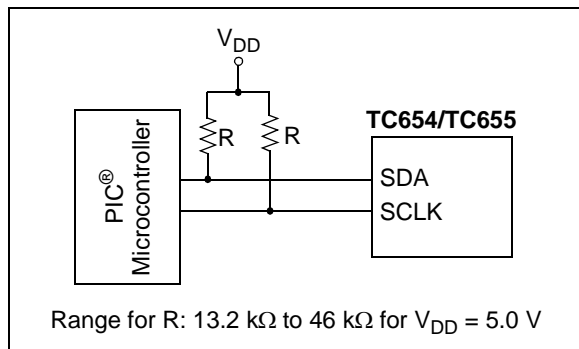 V_DD
R
R
TC654/TC655
PIC® Microcontroller
SDA
SCLK
Range for R: 13.2 kΩ to 46 kΩ for V_DD = 5.0 V